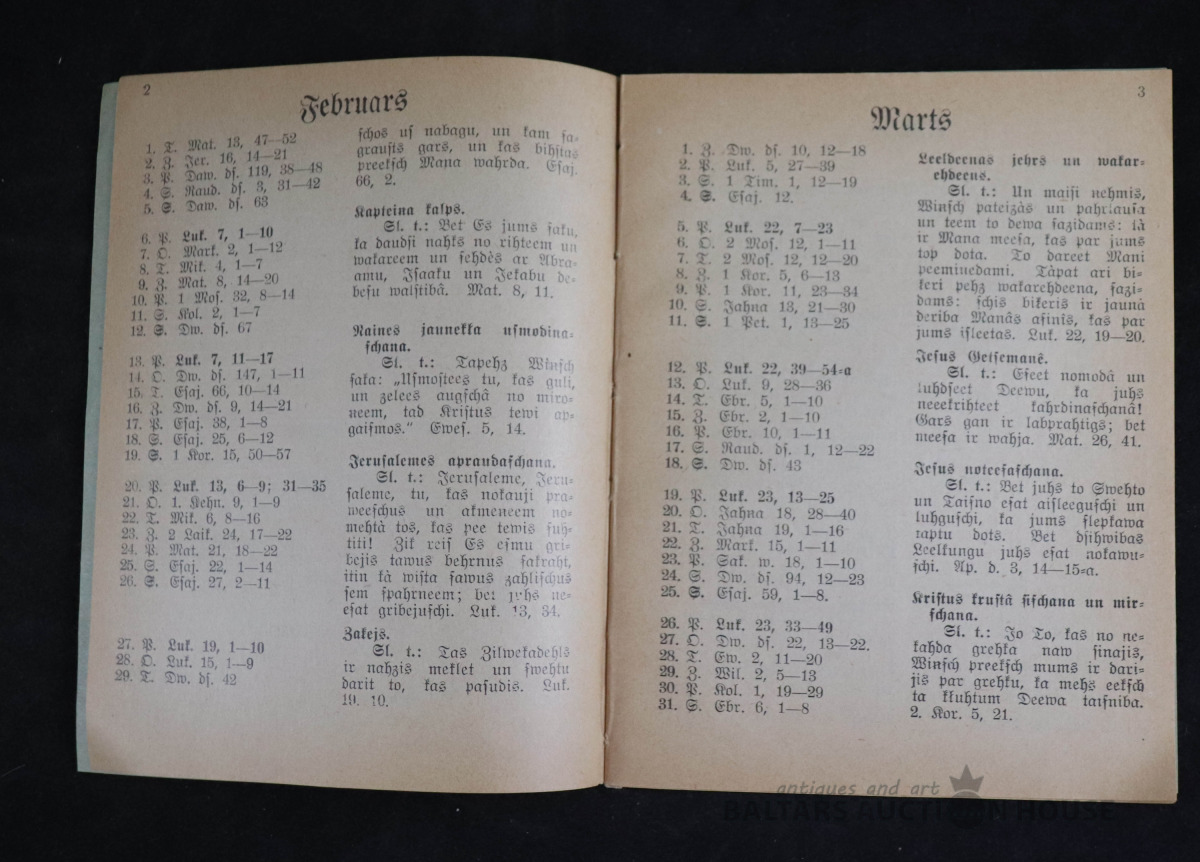 2
Februars
1. T. Mat. 13, 47—52
2. Z. Jer. 16, 14—21
3. P. Daw. dſ. 119, 38—48
4. S. Raud. dſ. 3, 31—42
5. S. Daw. dſ. 63
6. P. Luk. 7, 1—10
7. O. Mark. 2, 1—12
8. T. Mik. 4, 1—7
9. Z. Mat. 8, 14—20
10. P. 1 Moſ. 32, 8—14
11. S. Kol. 2, 1—7
12. S. Dw. dſ. 67
13. P. Luk. 7, 11—17
14. O. Dw. dſ. 147, 1—11
15. T. Eſaj. 66, 10—14
16. Z. Dw. dſ. 9, 14—21
17. P. Eſaj. 38, 1—8
18. S. Eſaj. 25, 6—12
19. S. 1 Kor. 15, 50—57
20. P. Luk. 13, 6—9; 31—35
21. O. 1. Kehn. 9, 1—9
22. T. Mik. 6, 8—16
23. Z. 2 Laik. 24, 17—22
24. P. Mat. 21, 18—22
25. S. Eſaj. 22, 1—14
26. S. Eſaj. 27, 2—11
27. P. Luk. 19, 1—10
28. O. Luk. 15, 1—9
29. T. Dw. dſ. 42
ſchos uſ nabagu, un kam ſa-
grauſts gars, un kas bihſtas
preekſch Mana wahrda. Eſaj.
66, 2.
Kapteina kalps.
Sl. t.: Bet Es jums ſaku,
ka daudſi nahks no rihteem un
wakareem un ſehdès ar Abra-
amu, Iſaaku un Jekabu de-
beſu walſtibâ. Mat. 8, 11.
Naines jaunekka uſmodina-
ſchana.
Sl. t.: Tapehz Winſch
ſaka: „Uſmoſtees tu, kas guli,
un zelees augſchâ no miro-
neem, tad Kriſtus tewi ap-
gaiſmos." Eweſ. 5, 14.
Jeruſalemes apraudaſchana.
Sl. t.: Jeruſaleme, Jeru-
ſaleme, tu, kas nokauji pra-
weeſchus un akmeneem no-
mehtà tos, kas pee tewis ſuh-
titi! Zik reiſ Es eſmu gri-
bejis tawus behrnus ſakraht,
itin kà wiſta ſawus zahliſchus
ſem ſpahrneem; bet juhs ne-
eſat gribejuſchi. Luk. 13, 34.
Zakejs.
Sl. t.: Tas Zilwekadehls
ir nahzis meklet un ſwehtu
darit to, kas paſudis. Luk.
19, 10.
3
Marts
1. Z. Dw. dſ. 10, 12—18
2. P. Luk. 5, 27—39
3. S. 1 Tim. 1, 12—19
4. S. Eſaj. 12.
5. P. Luk. 22, 7—23
6. O. 2 Moſ. 12, 1—11
7. T. 2 Moſ. 12, 12—20
8. Z. 1 Kor. 5, 6—13
9. P. 1 Kor. 11, 23—34
10. S. Jahna 13, 21—30
11. S. 1 Pet. 1, 13—25
12. P. Luk. 22, 39—54-a
13. O. Luk. 9, 28—36
14. T. Ebr. 5, 1—10
15. Z. Ebr. 2, 1—10
16. P. Ebr. 10, 1—11
17. S. Raud. dſ. 1, 12—22
18. S. Dw. dſ. 43
19. P. Luk. 23, 13—25
20. O. Jahna 18, 28—40
21. T. Jahna 19, 1—16
22. Z. Mark. 15, 1—11
23. P. Sak. w. 18, 1—10
24. S. Dw. dſ. 94, 12—23
25. S. Eſaj. 59, 1—8.
26. P. Luk. 23, 33—49
27. O. Dw. dſ. 22, 13—22.
28. T. Ew. 2, 11—20
29. Z. Wil. 2, 5—13
30. P. Kol. 1, 19—29
31. S. Ebr. 6, 1—8
Leeldeenas jehrs un wakar-
ehdeens.
Sl. t.: Un maiſi nehmis,
Winſch pateizàs un pahrlauſa
un teem to dewa ſazidams: tà
ir Mana meeſa, kas par jums
top dota. To dareet Mani
peeminedami. Tàpat ari bi-
keri pehz wakarehdeena, ſazi-
dams: ſchis bikeris ir jaunà
deriba Manâs aſinis, kas par
jums iſleetas. Luk. 22, 19—20.
Jeſus Getſemanê.
Sl. t.: Eſeet nomodâ un
luhdſeet Deewu, ka juhs
neeekrihteet kahrdinaſchanâ!
Gars gan ir labprahtigs; bet
meeſa ir wahja. Mat. 26, 41.
Jeſus noteeſaſchana.
Sl. t.: Bet juhs to Swehto
un Taiſno eſat aiſleeguſchi un
luhguſchi, ka jums ſlepkawa
taptu dots. Bet dſihwibas
Leelkungu juhs eſat nokawu-
ſchi. Ap. d. 3, 14—15-a.
Kriſtus kruſtâ ſiſchana un mir-
ſchana.
Sl. t.: Jo To, kas no ne-
kahda grehka naw ſinajis,
Winſch preekſch mums ir dari-
jis par grehku, ka mehs eekſch
ta kluhtum Deewa taiſniba.
2. Kor. 5, 21.
antiques and art
BALTARS AUCTION HOUSE